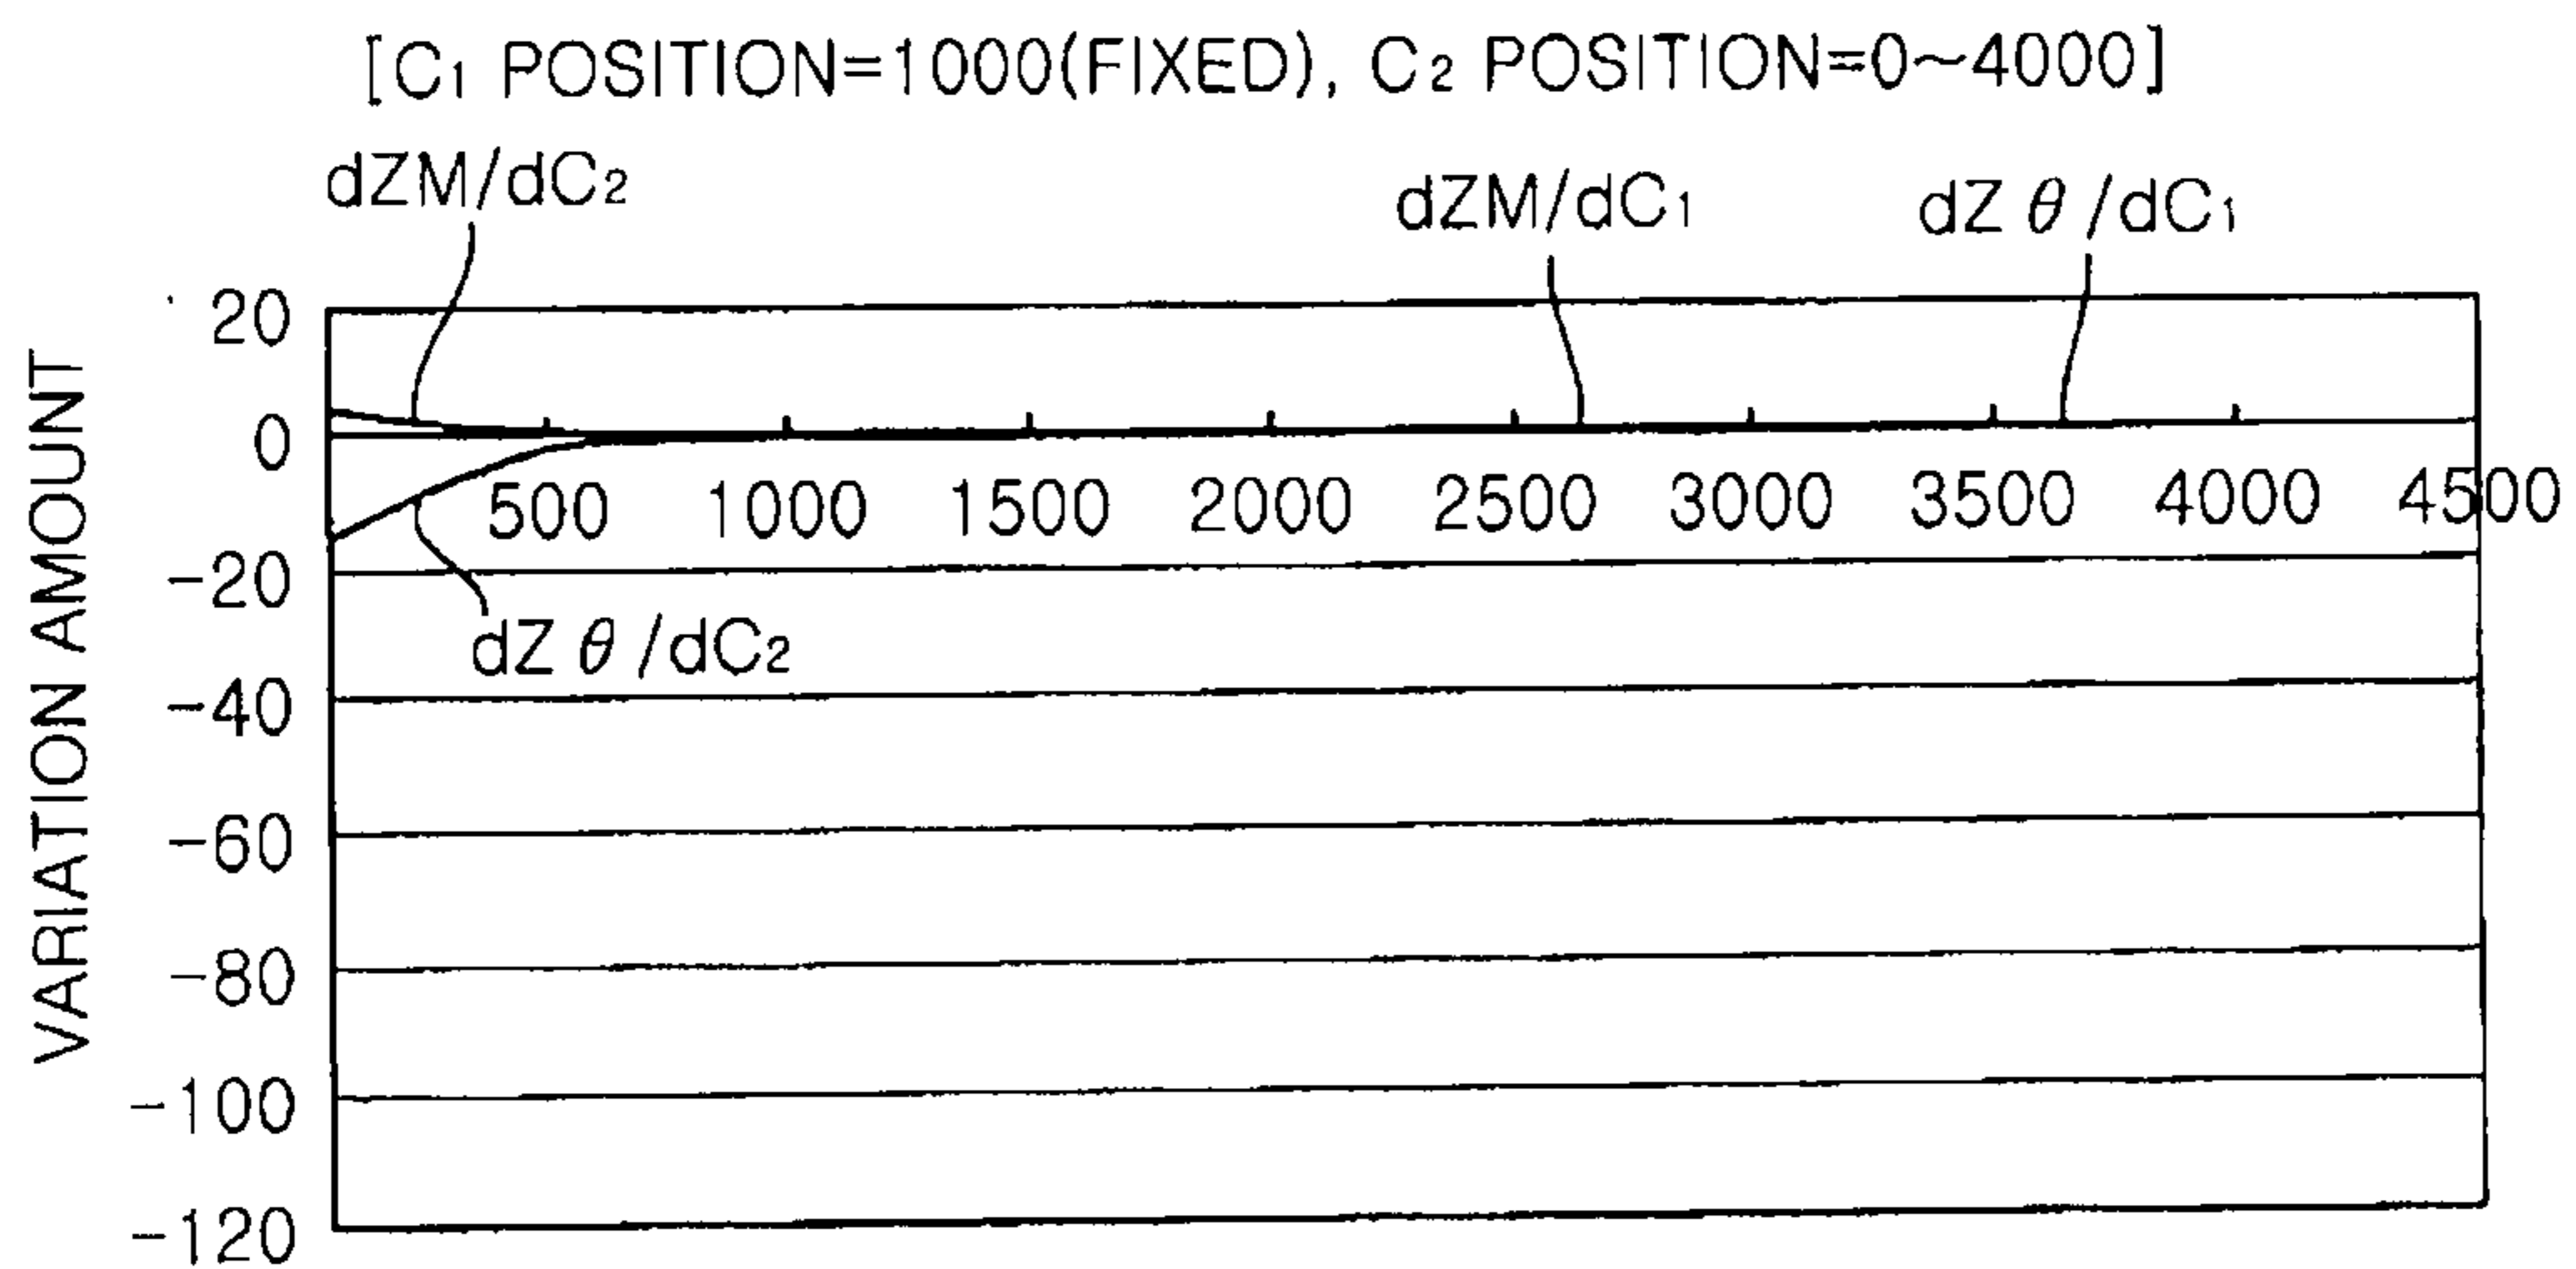 [C₁ POSITION=1000(FIXED), C₂ POSITION=0~4000]
dZM/dC₂
dZM/dC₁
dZ θ /dC₁
20
0
-20
-40
-60
-80
-100
-120
VARIATION AMOUNT
500 1000 1500 2000 2500 3000 3500 4000 4500
dZ θ /dC₂